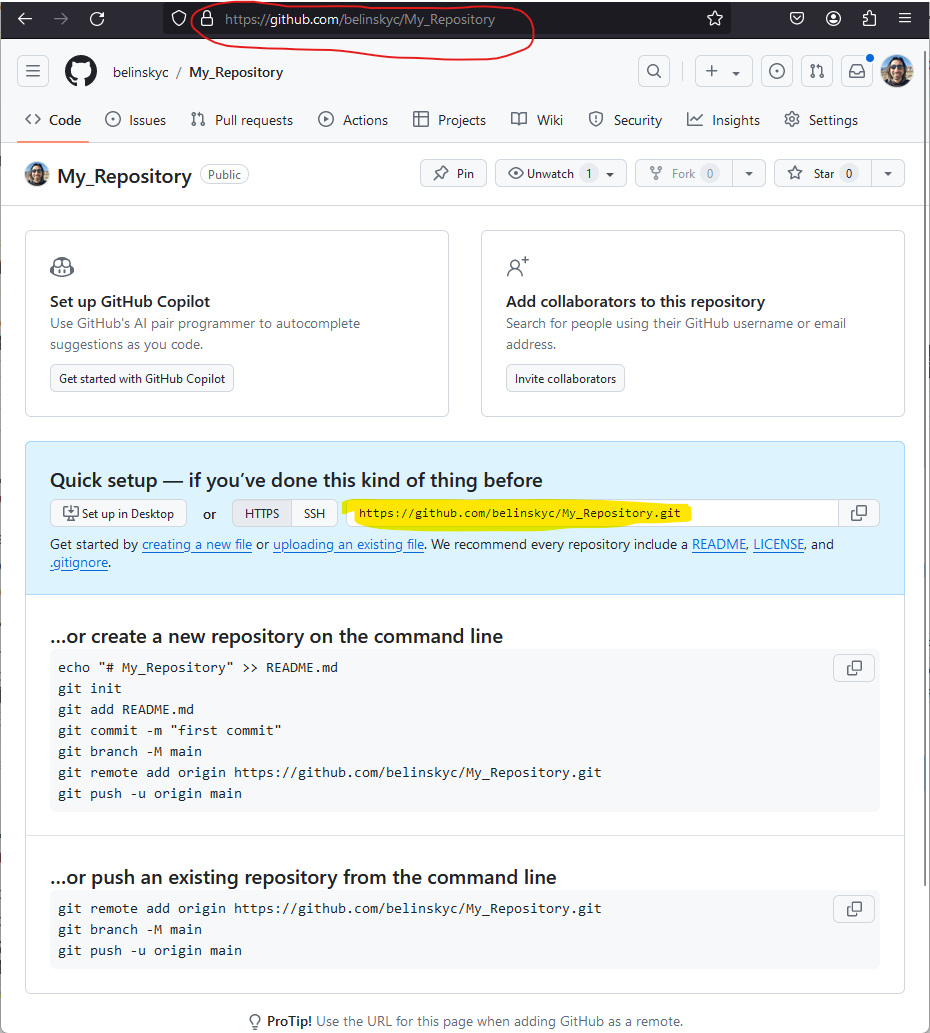 https://github.com/belinskyc/My_Repository
belinskyc / My_Repository
Code Issues Pull requests Actions Projects Wiki Security Insights Settings
My_Repository Public Pin Unwatch 1 Fork 0 Star 0
Set up GitHub Copilot
Use GitHub's AI pair programmer to autocomplete
suggestions as you code.
Get started with GitHub Copilot
Add collaborators to this repository
Search for people using their GitHub username or email
address.
Invite collaborators
Quick setup — if you've done this kind of thing before
Set up in Desktop or HTTPS SSH https://github.com/belinskyc/My_Repository.git
Get started by creating a new file or uploading an existing file. We recommend every repository include a README, LICENSE, and
.gitignore.
...or create a new repository on the command line
echo "# My_Repository" >> README.md
git init
git add README.md
git commit -m "first commit"
git branch -M main
git remote add origin https://github.com/belinskyc/My_Repository.git
git push -u origin main
...or push an existing repository from the command line
git remote add origin https://github.com/belinskyc/My_Repository.git
git branch -M main
git push -u origin main
ProTip! Use the URL for this page when adding GitHub as a remote.